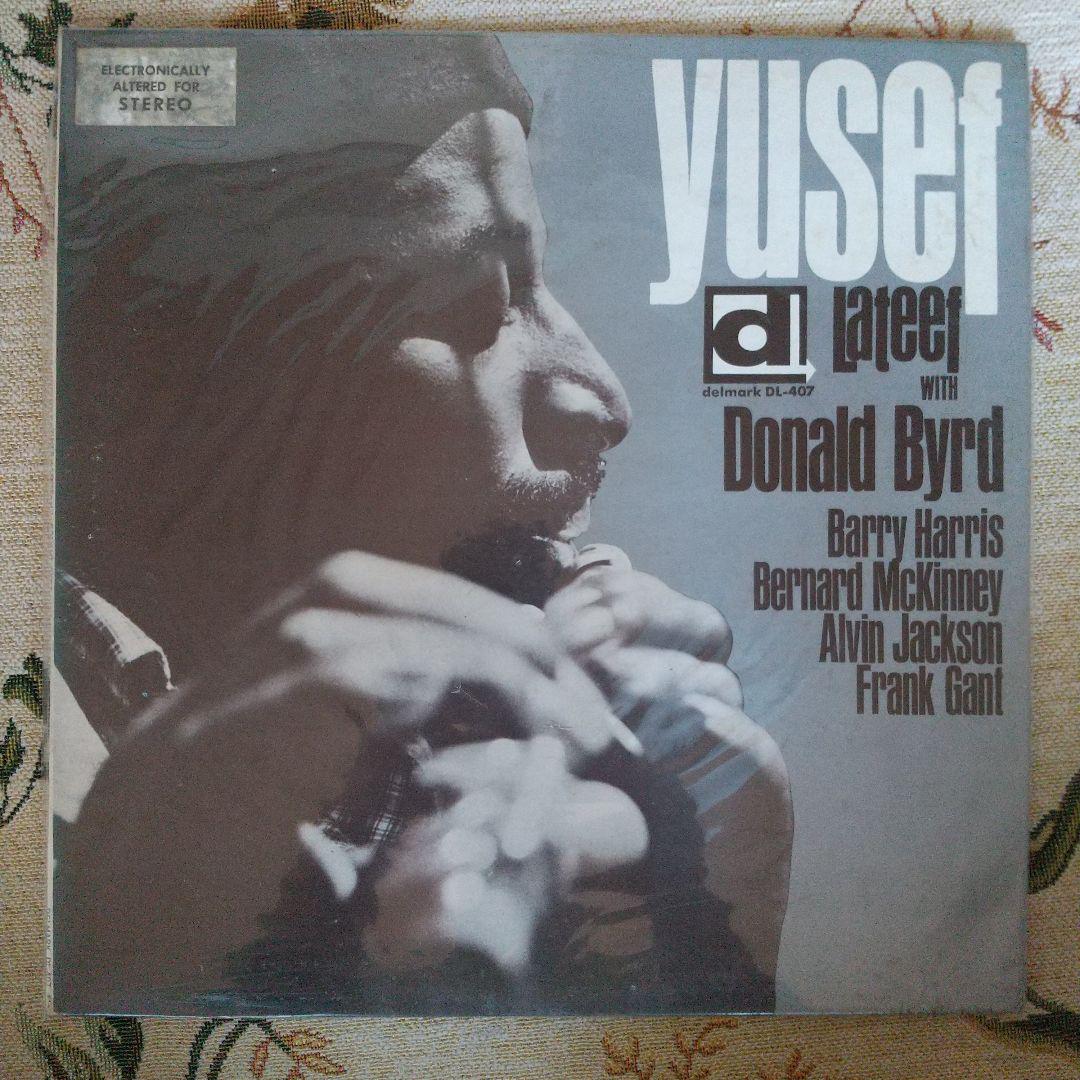 ELECTRONICALLY
ALTERED FOR
STEREO
yusef
d
Lateef
delmark DL-407
WITH
Donald Byrd
Barry Harris
Bernard McKinney
Alvin Jackson
Frank Gant